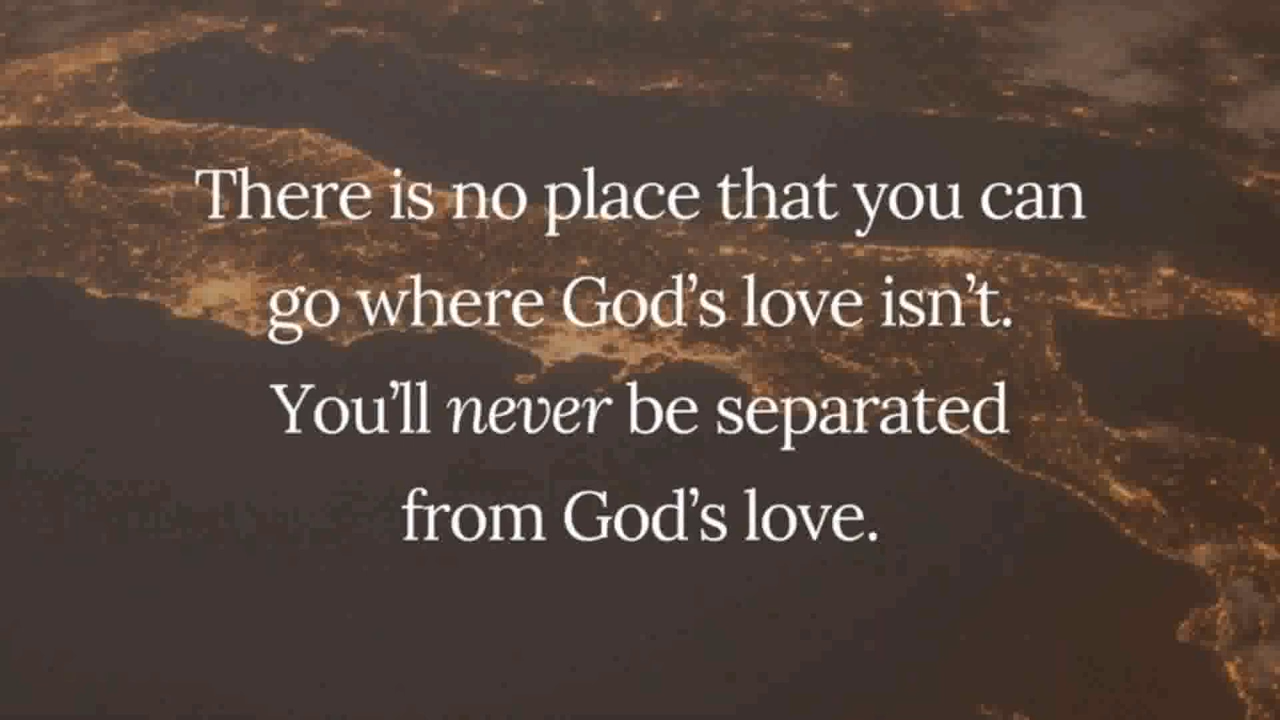 There is no place that you can
go where God’s love isn’t.
You’ll never be separated
from God’s love.